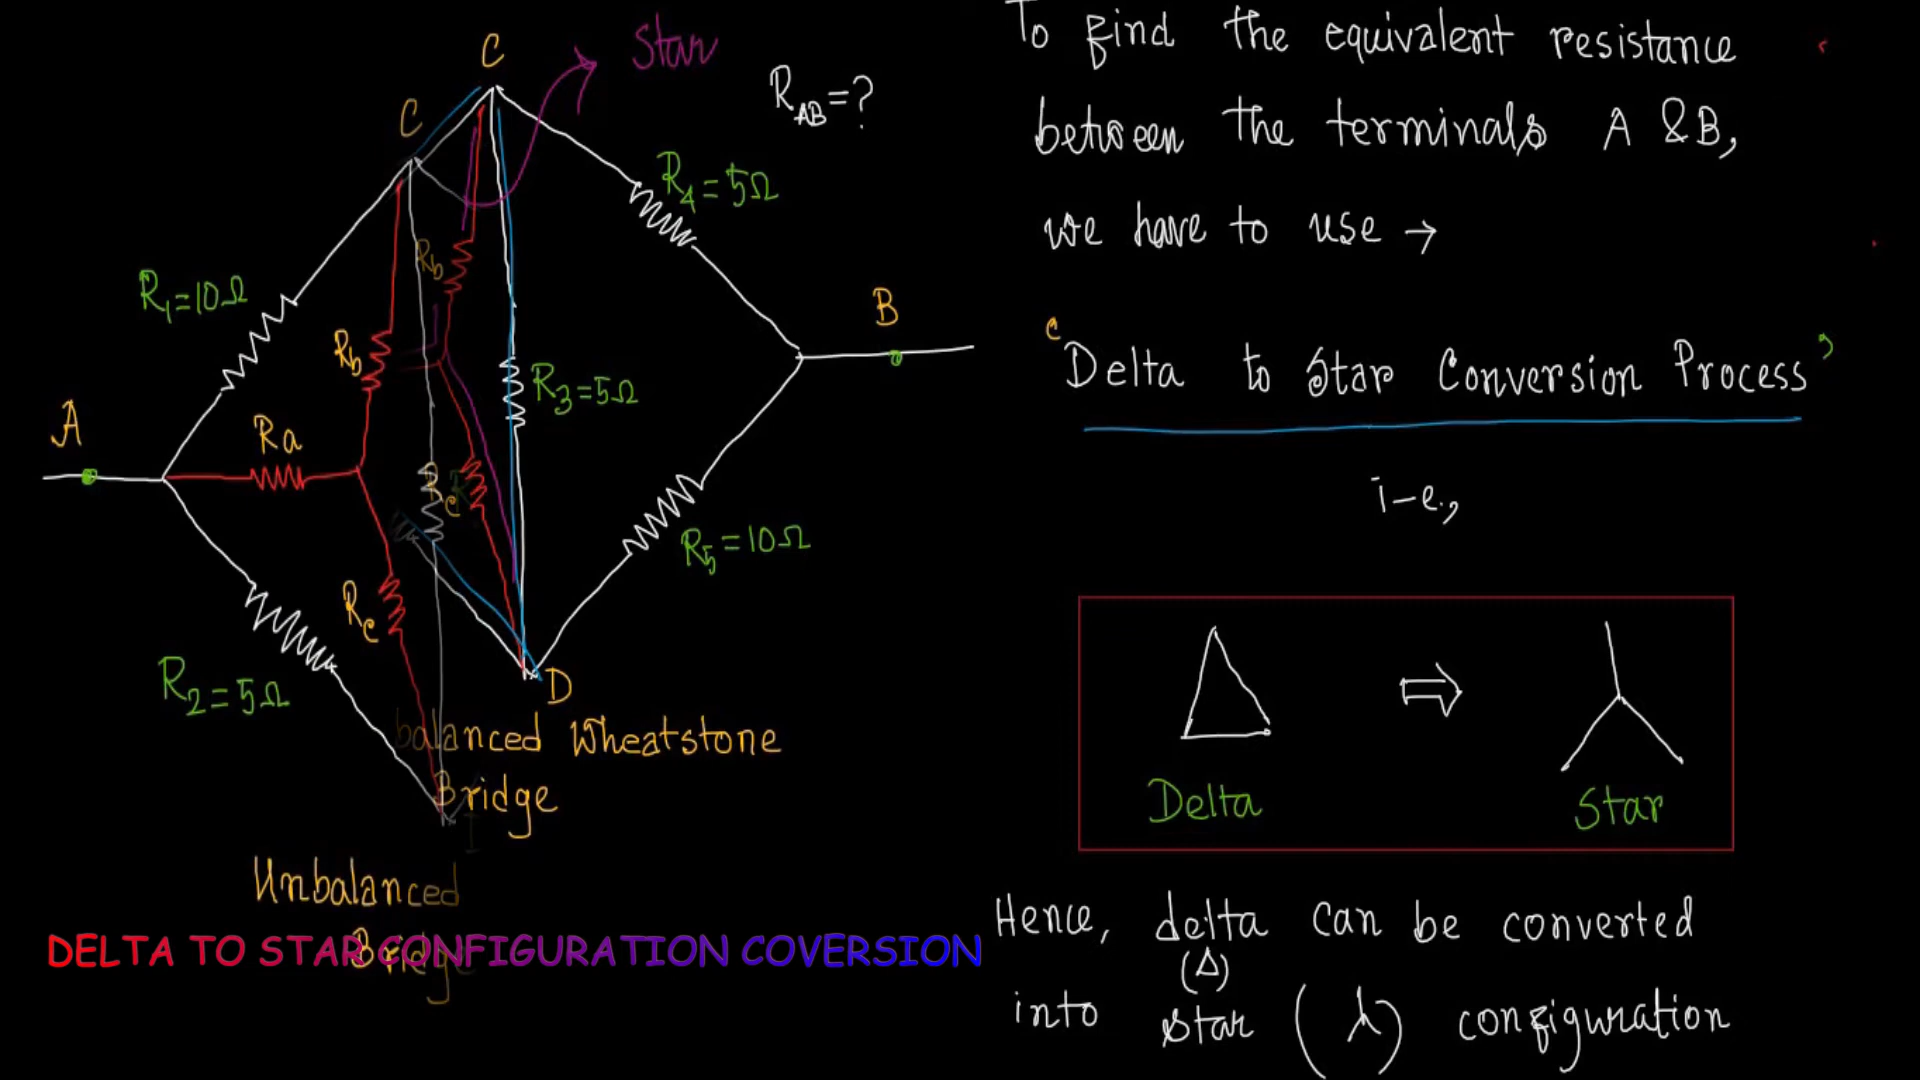 C
Star
C
R_AB = ?
R4 = 5Ω
R1 = 10Ω
Rb
Rb
B
R3 = 5Ω
A
Ra
Rc
R5 = 10Ω
R2 = 5Ω
D
balanced Wheatstone
Bridge
Unbalanced
Bridge
DELTA TO STAR CONFIGURATION COVERSION
To find the equivalent resistance
between the terminals A & B,
we have to use →
‘Delta to Star Conversion Process’
i-e.,
Delta ⇒ Star
Hence, delta can be converted
(Δ)
into star (⅄) configuration